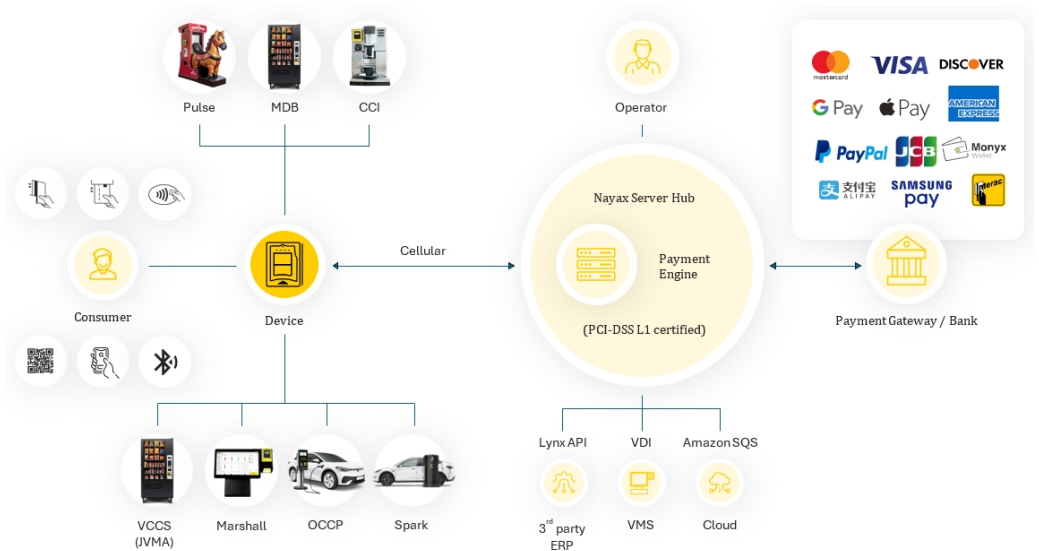 Pulse
MDB
CCI
Operator
mastercard
VISA
DISCOVER
G Pay
Pay
AMERICAN
EXPRESS
PayPal
JCB
Monyx
Wallet
支付宝
ALIPAY
SAMSUNG
pay
Interac
Nayax Server Hub
Payment
Engine
(PCI-DSS L1 certified)
Cellular
Consumer
Device
Payment Gateway / Bank
Lynx API
VDI
Amazon SQS
VCCS
(JVMA)
Marshall
OCCP
Spark
3rd party
ERP
VMS
Cloud